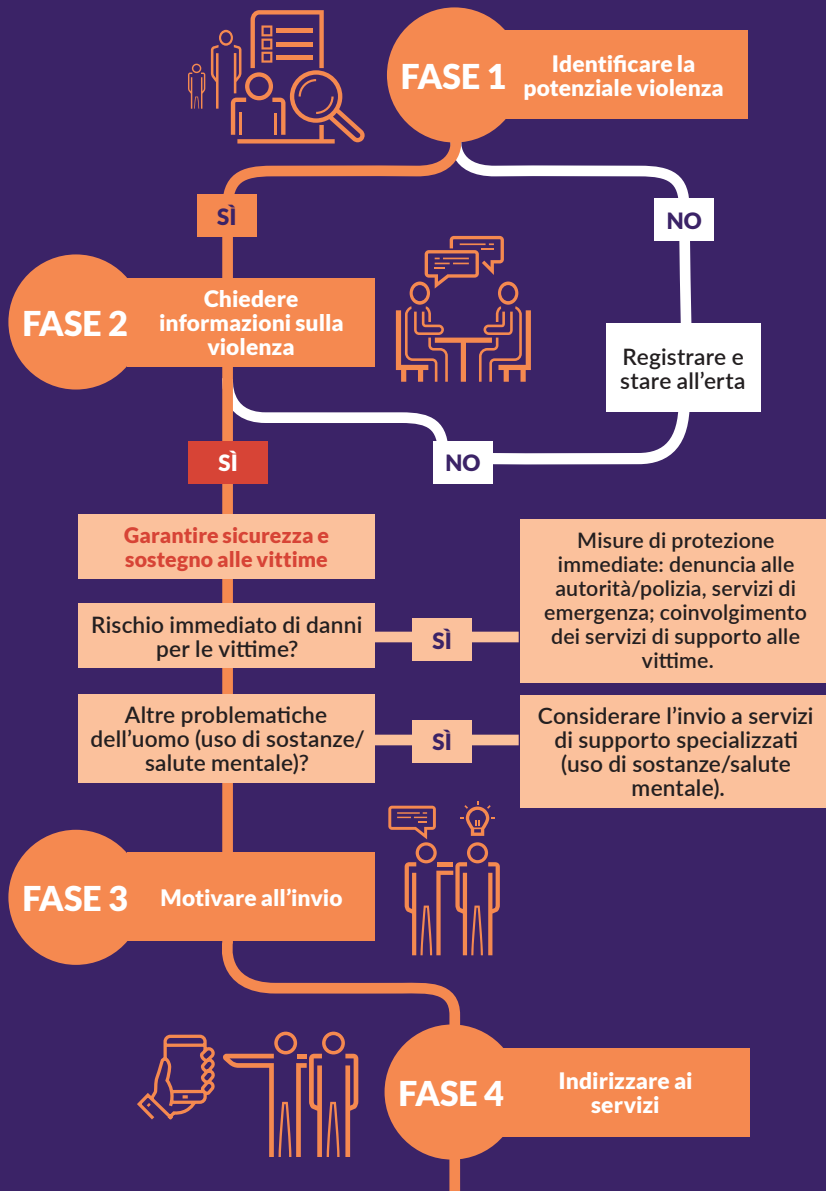 FASE 1
Identificare la
potenziale violenza
SÌ
NO
FASE 2
Chiedere
informazioni sulla
violenza
Registrare e
stare all'erta
SÌ
NO
Garantire sicurezza e
sostegno alle vittime
Rischio immediato di danni
per le vittime?
SÌ
Misure di protezione
immediate: denuncia alle
autorità/polizia, servizi di
emergenza; coinvolgimento
dei servizi di supporto alle
vittime.
Altre problematiche
dell'uomo (uso di sostanze/
salute mentale)?
SÌ
Considerare l'invio a servizi
di supporto specializzati
(uso di sostanze/salute
mentale).
FASE 3
Motivare all'invio
FASE 4
Indirizzare ai
servizi